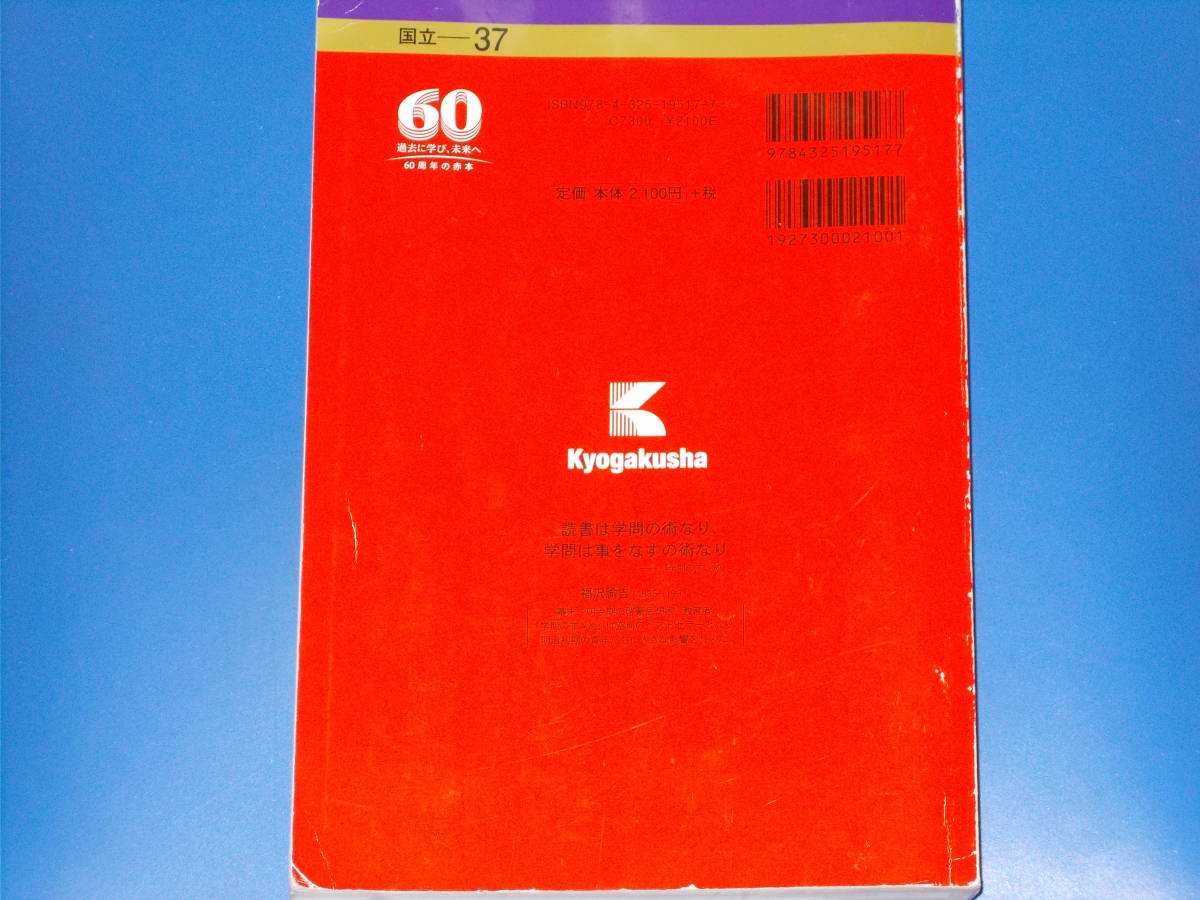 国立―37
60
過去に学び、未来へ
60周年の赤本
ISBN978-4-325-19517-7
C7300 ¥2100E
定価 本体 2,100円 +税
9784325195177
1927300021001
Kyogakusha
読書は学問の術なり、
学問は事をなすの術なり
福沢諭吉